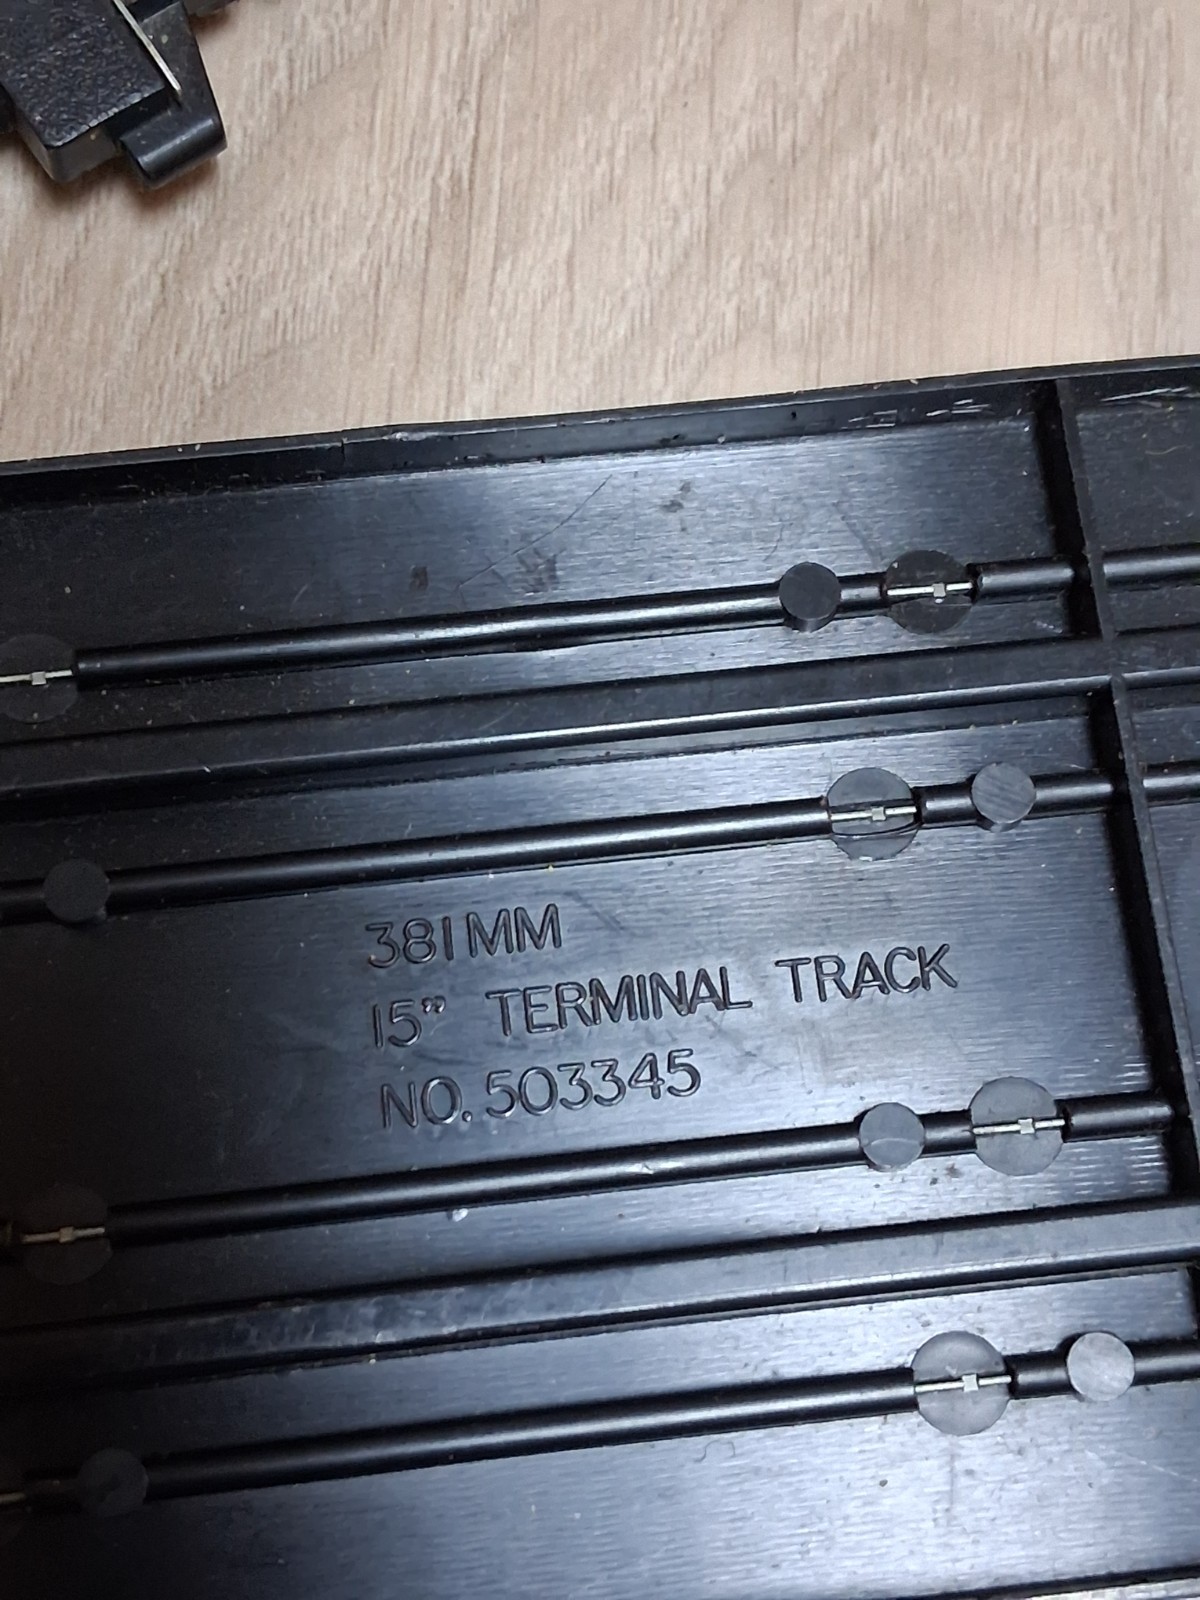 381MM
15" TERMINAL TRACK
NO. 503345